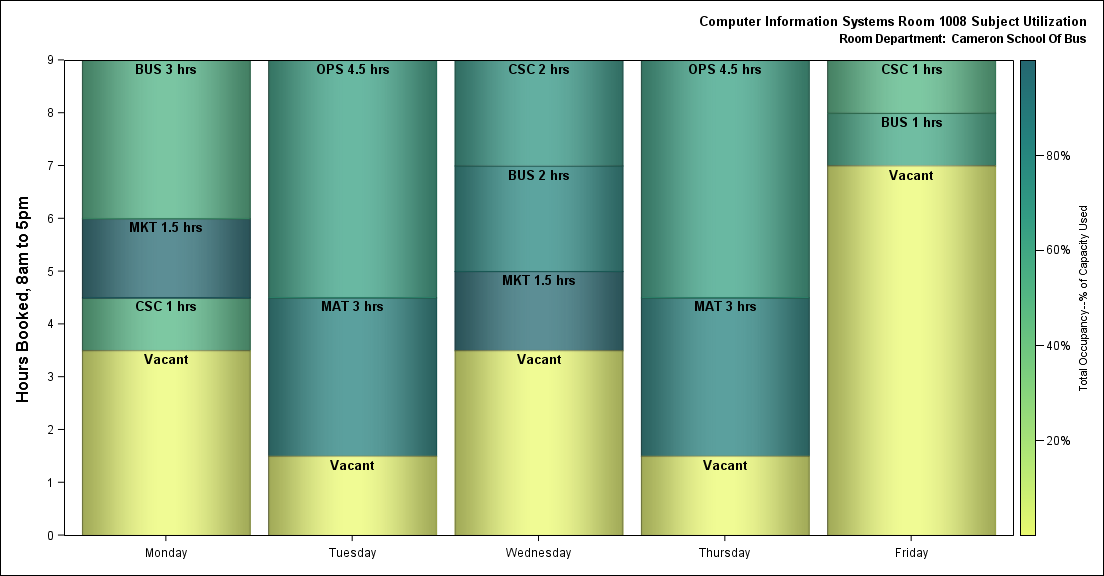 Computer Information Systems Room 1008 Subject Utilization
Room Department: Cameron School Of Bus
Hours Booked, 8am to 5pm
9
8
7
6
5
4
3
2
1
0
BUS 3 hrs
MKT 1.5 hrs
CSC 1 hrs
Vacant
OPS 4.5 hrs
MAT 3 hrs
Vacant
CSC 2 hrs
BUS 2 hrs
MKT 1.5 hrs
Vacant
OPS 4.5 hrs
MAT 3 hrs
Vacant
CSC 1 hrs
BUS 1 hrs
Vacant
Monday
Tuesday
Wednesday
Thursday
Friday
80%
60%
40%
20%
Total Occupancy--% of Capacity Used